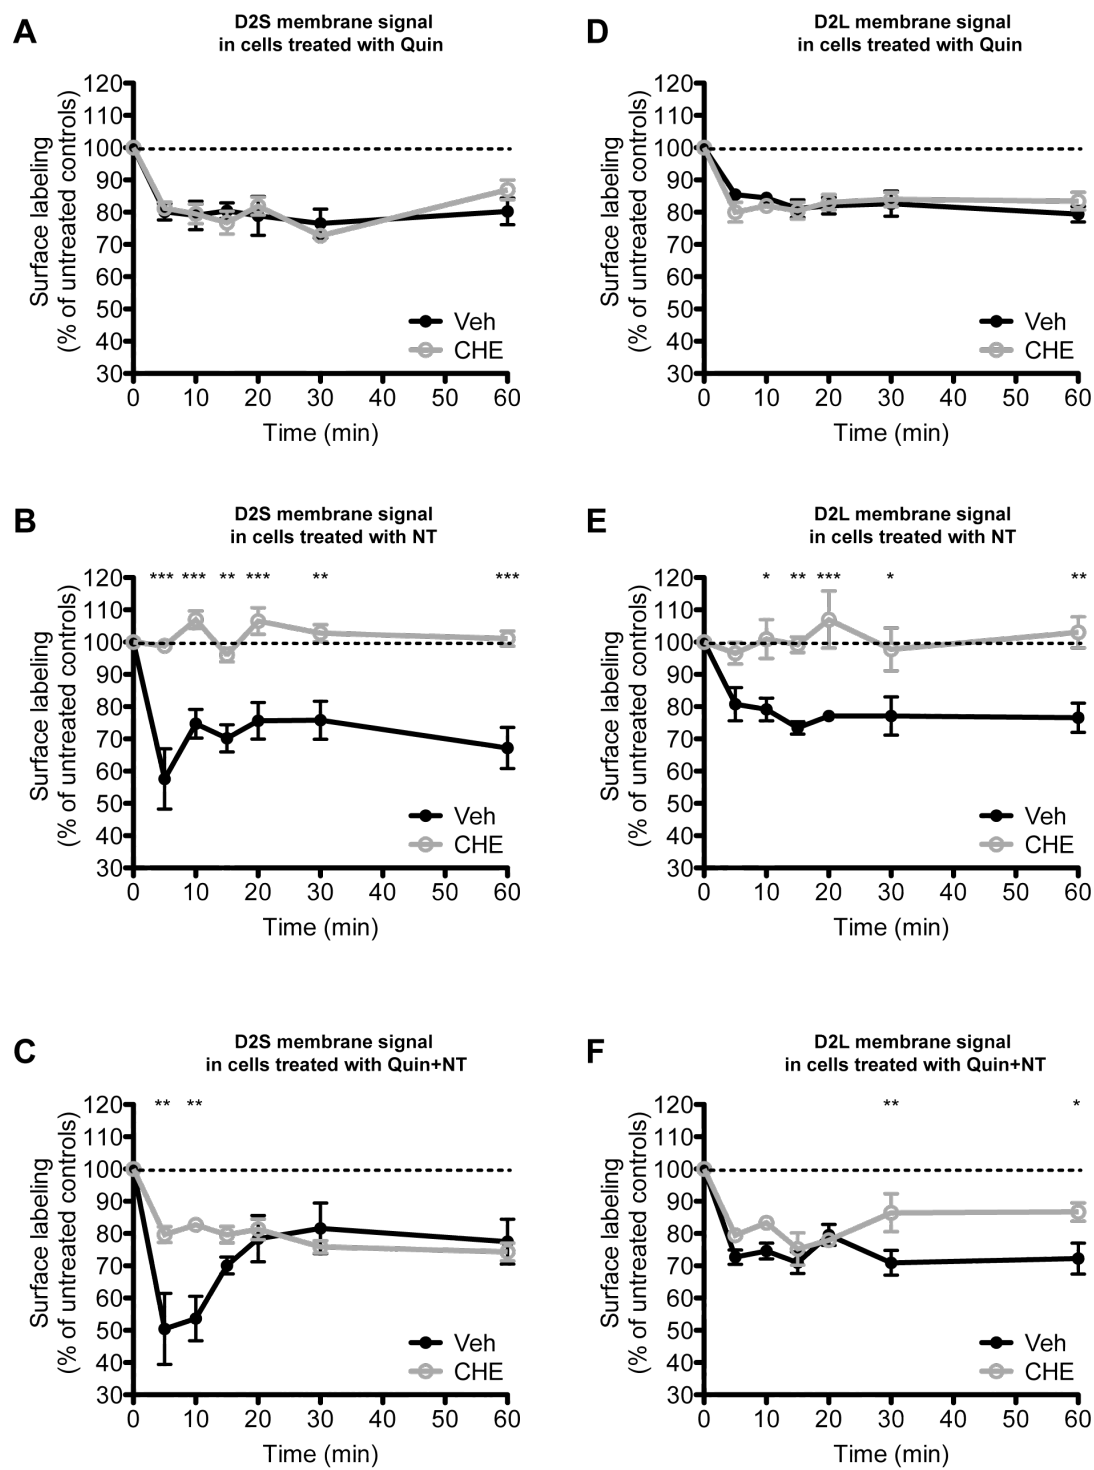 A
D2S membrane signal
in cells treated with Quin
Surface labeling
(% of untreated controls)
120
110
100
90
80
70
60
50
40
30
Veh
CHE
0 10 20 30 40 50 60
Time (min)
D
D2L membrane signal
in cells treated with Quin
Surface labeling
(% of untreated controls)
120
110
100
90
80
70
60
50
40
30
Veh
CHE
0 10 20 30 40 50 60
Time (min)
B
D2S membrane signal
in cells treated with NT
Surface labeling
(% of untreated controls)
*** *** ** *** ** ***
120
110
100
90
80
70
60
50
40
30
Veh
CHE
0 10 20 30 40 50 60
Time (min)
E
D2L membrane signal
in cells treated with NT
Surface labeling
(% of untreated controls)
* ** *** * **
120
110
100
90
80
70
60
50
40
30
Veh
CHE
0 10 20 30 40 50 60
Time (min)
C
D2S membrane signal
in cells treated with Quin+NT
Surface labeling
(% of untreated controls)
** **
120
110
100
90
80
70
60
50
40
30
Veh
CHE
0 10 20 30 40 50 60
Time (min)
F
D2L membrane signal
in cells treated with Quin+NT
Surface labeling
(% of untreated controls)
** *
120
110
100
90
80
70
60
50
40
30
Veh
CHE
0 10 20 30 40 50 60
Time (min)